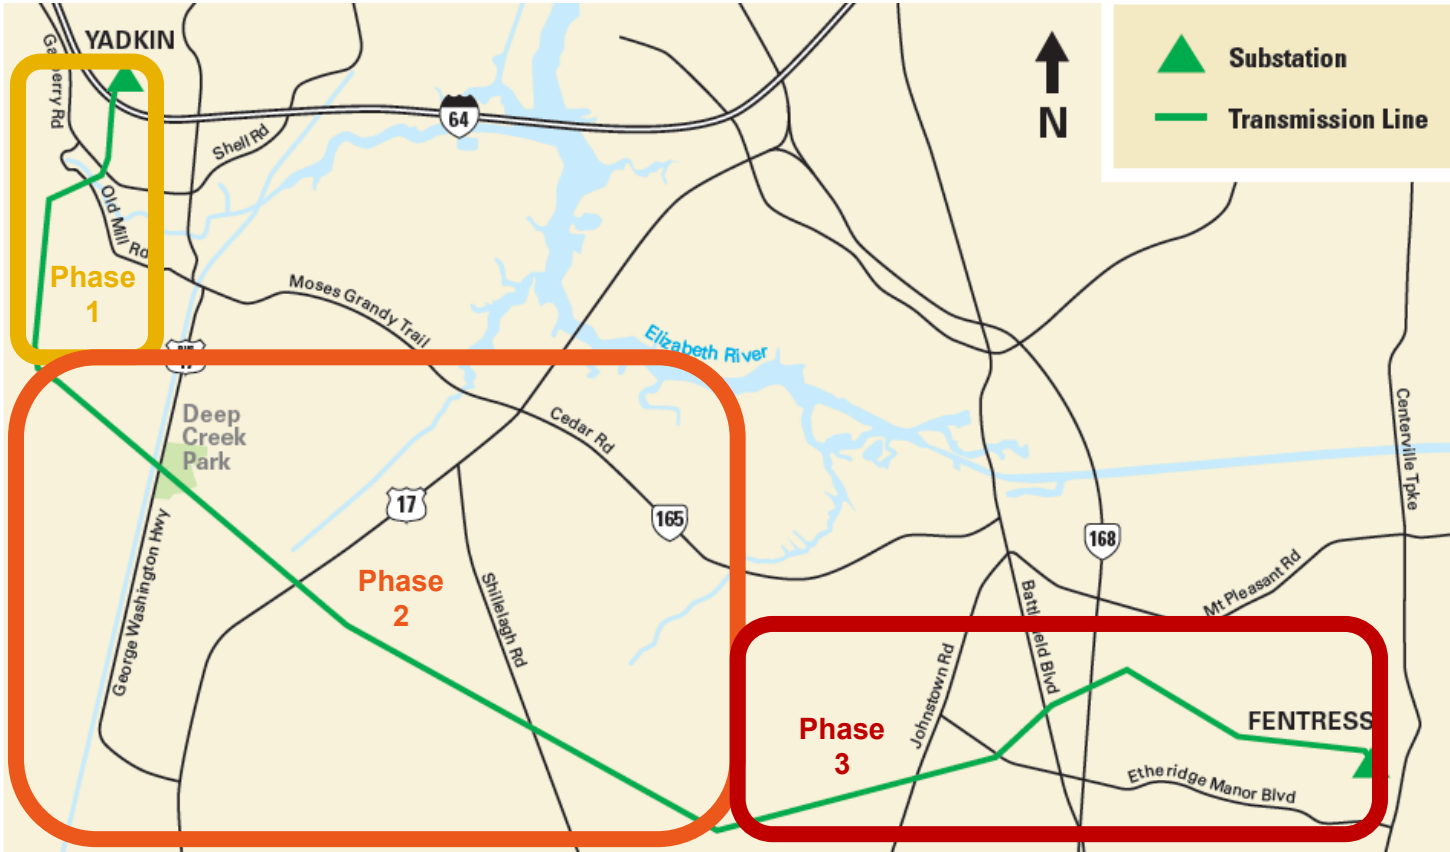 YADKIN
Substation
Transmission Line
N
64
Shell Rd
Old Mill Rd
Phase
1
Moses Grandy Trail
Elizabeth River
17
Deep
Creek
Park
Cedar Rd
17
165
168
Centerville Tpke
George Washington Hwy
Phase
2
Shillelagh Rd
Mt Pleasant Rd
Johnstown Rd
Phase
3
FENTRESS
Etheridge Manor Blvd